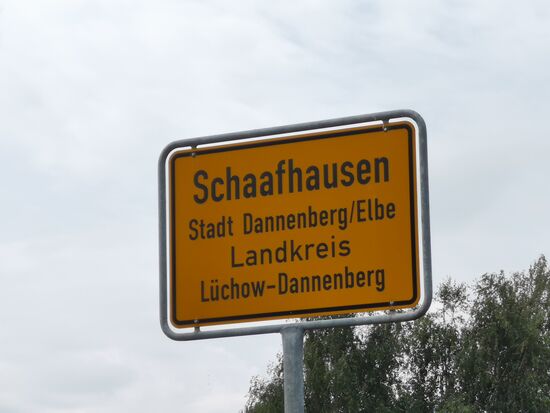 Schaafhausen
Stadt Dannenberg/Elbe
Landkreis
Lüchow-Dannenberg